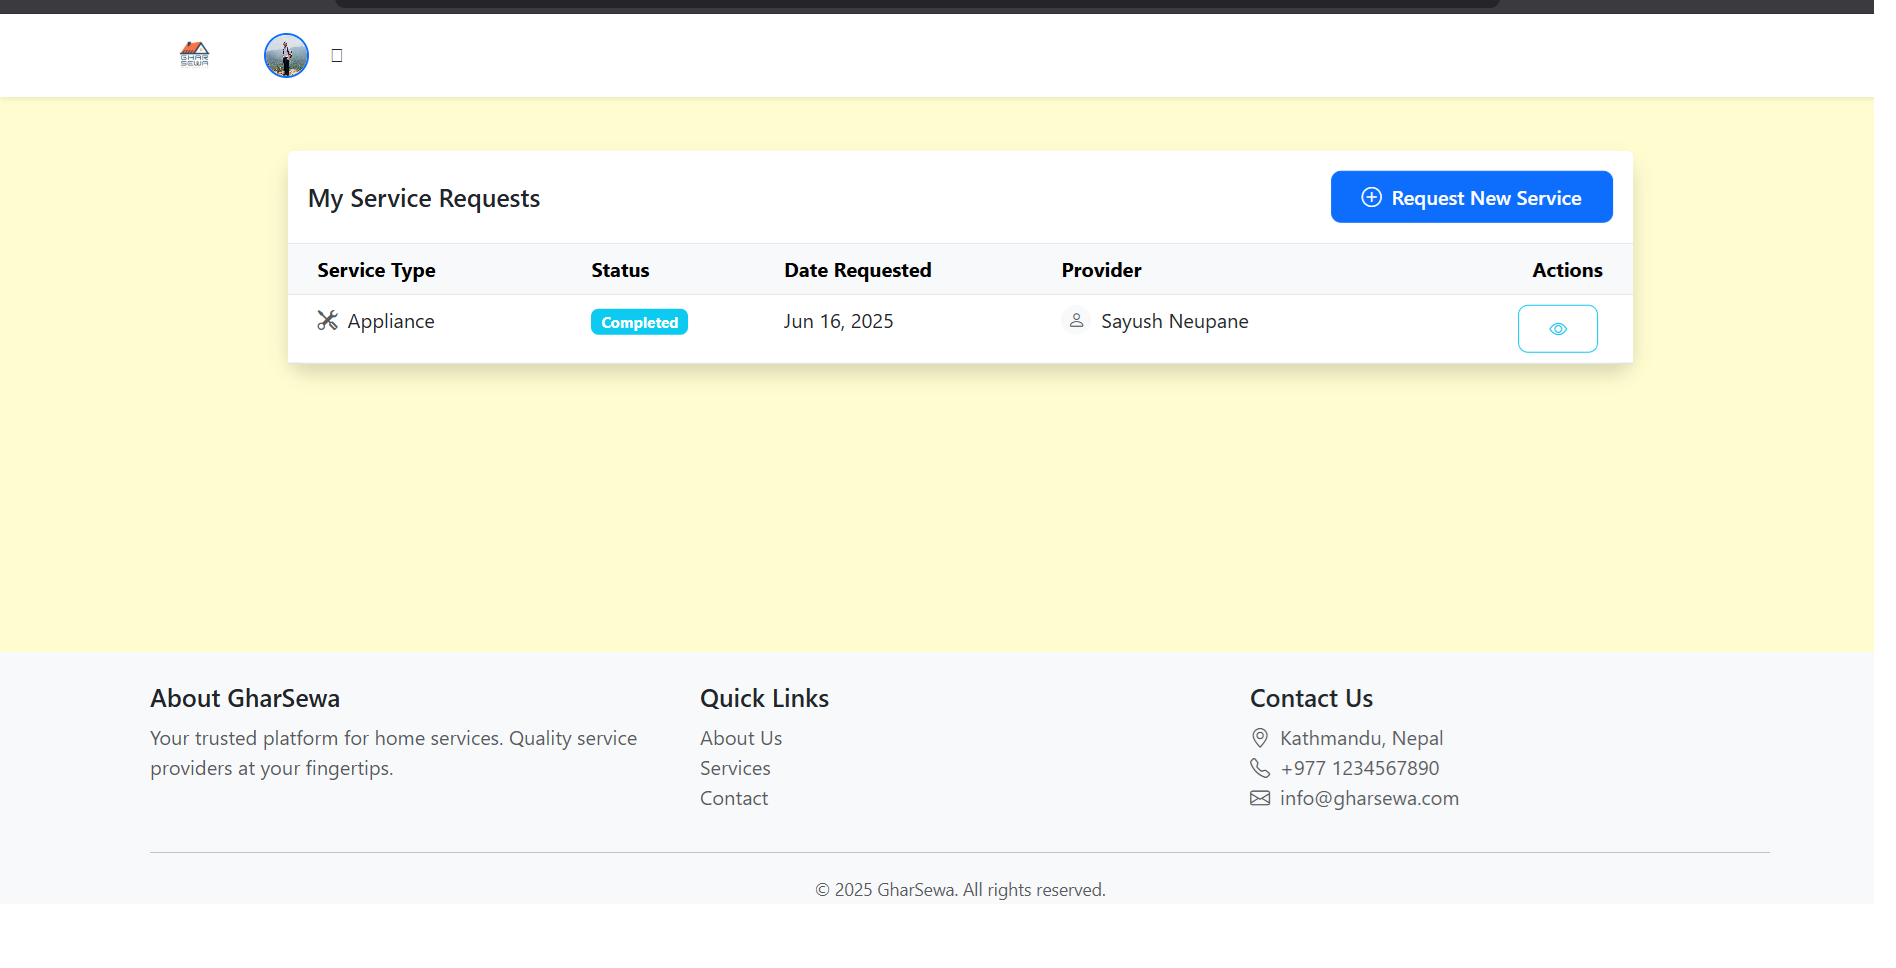 GHAR
SEWA
My Service Requests
Request New Service
Service Type Status Date Requested Provider Actions
Appliance Completed Jun 16, 2025 Sayush Neupane
About GharSewa
Your trusted platform for home services. Quality service
providers at your fingertips.
Quick Links
About Us
Services
Contact
Contact Us
Kathmandu, Nepal
+977 1234567890
info@gharsewa.com
© 2025 GharSewa. All rights reserved.